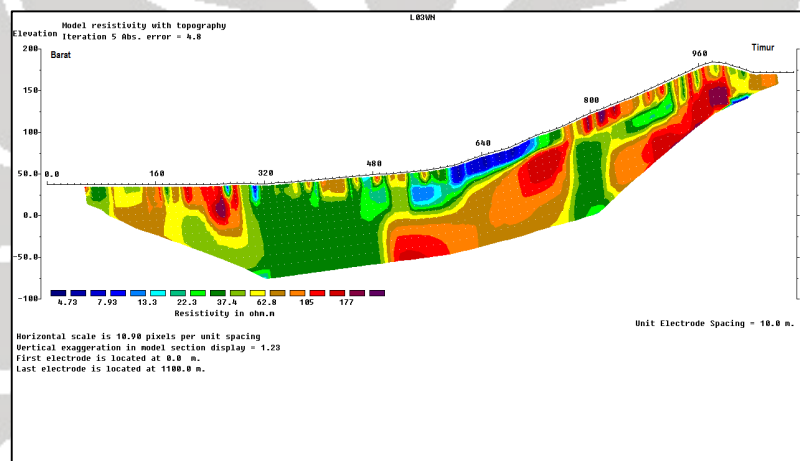 L03WN
Model resistivity with topography
Elevation Iteration 5 Abs. error = 4.8
200
Barat
Timur
960
150
800
100
640
480
50.0
0.0 160 320
0.0
-50.0
-100
4.73 7.93 13.3 22.3 37.4 62.8 105 177
Resistivity in ohm.m
Unit Electrode Spacing = 10.0 m.
Horizontal scale is 10.90 pixels per unit spacing
Vertical exaggeration in model section display = 1.23
First electrode is located at 0.0 m.
Last electrode is located at 1100.0 m.